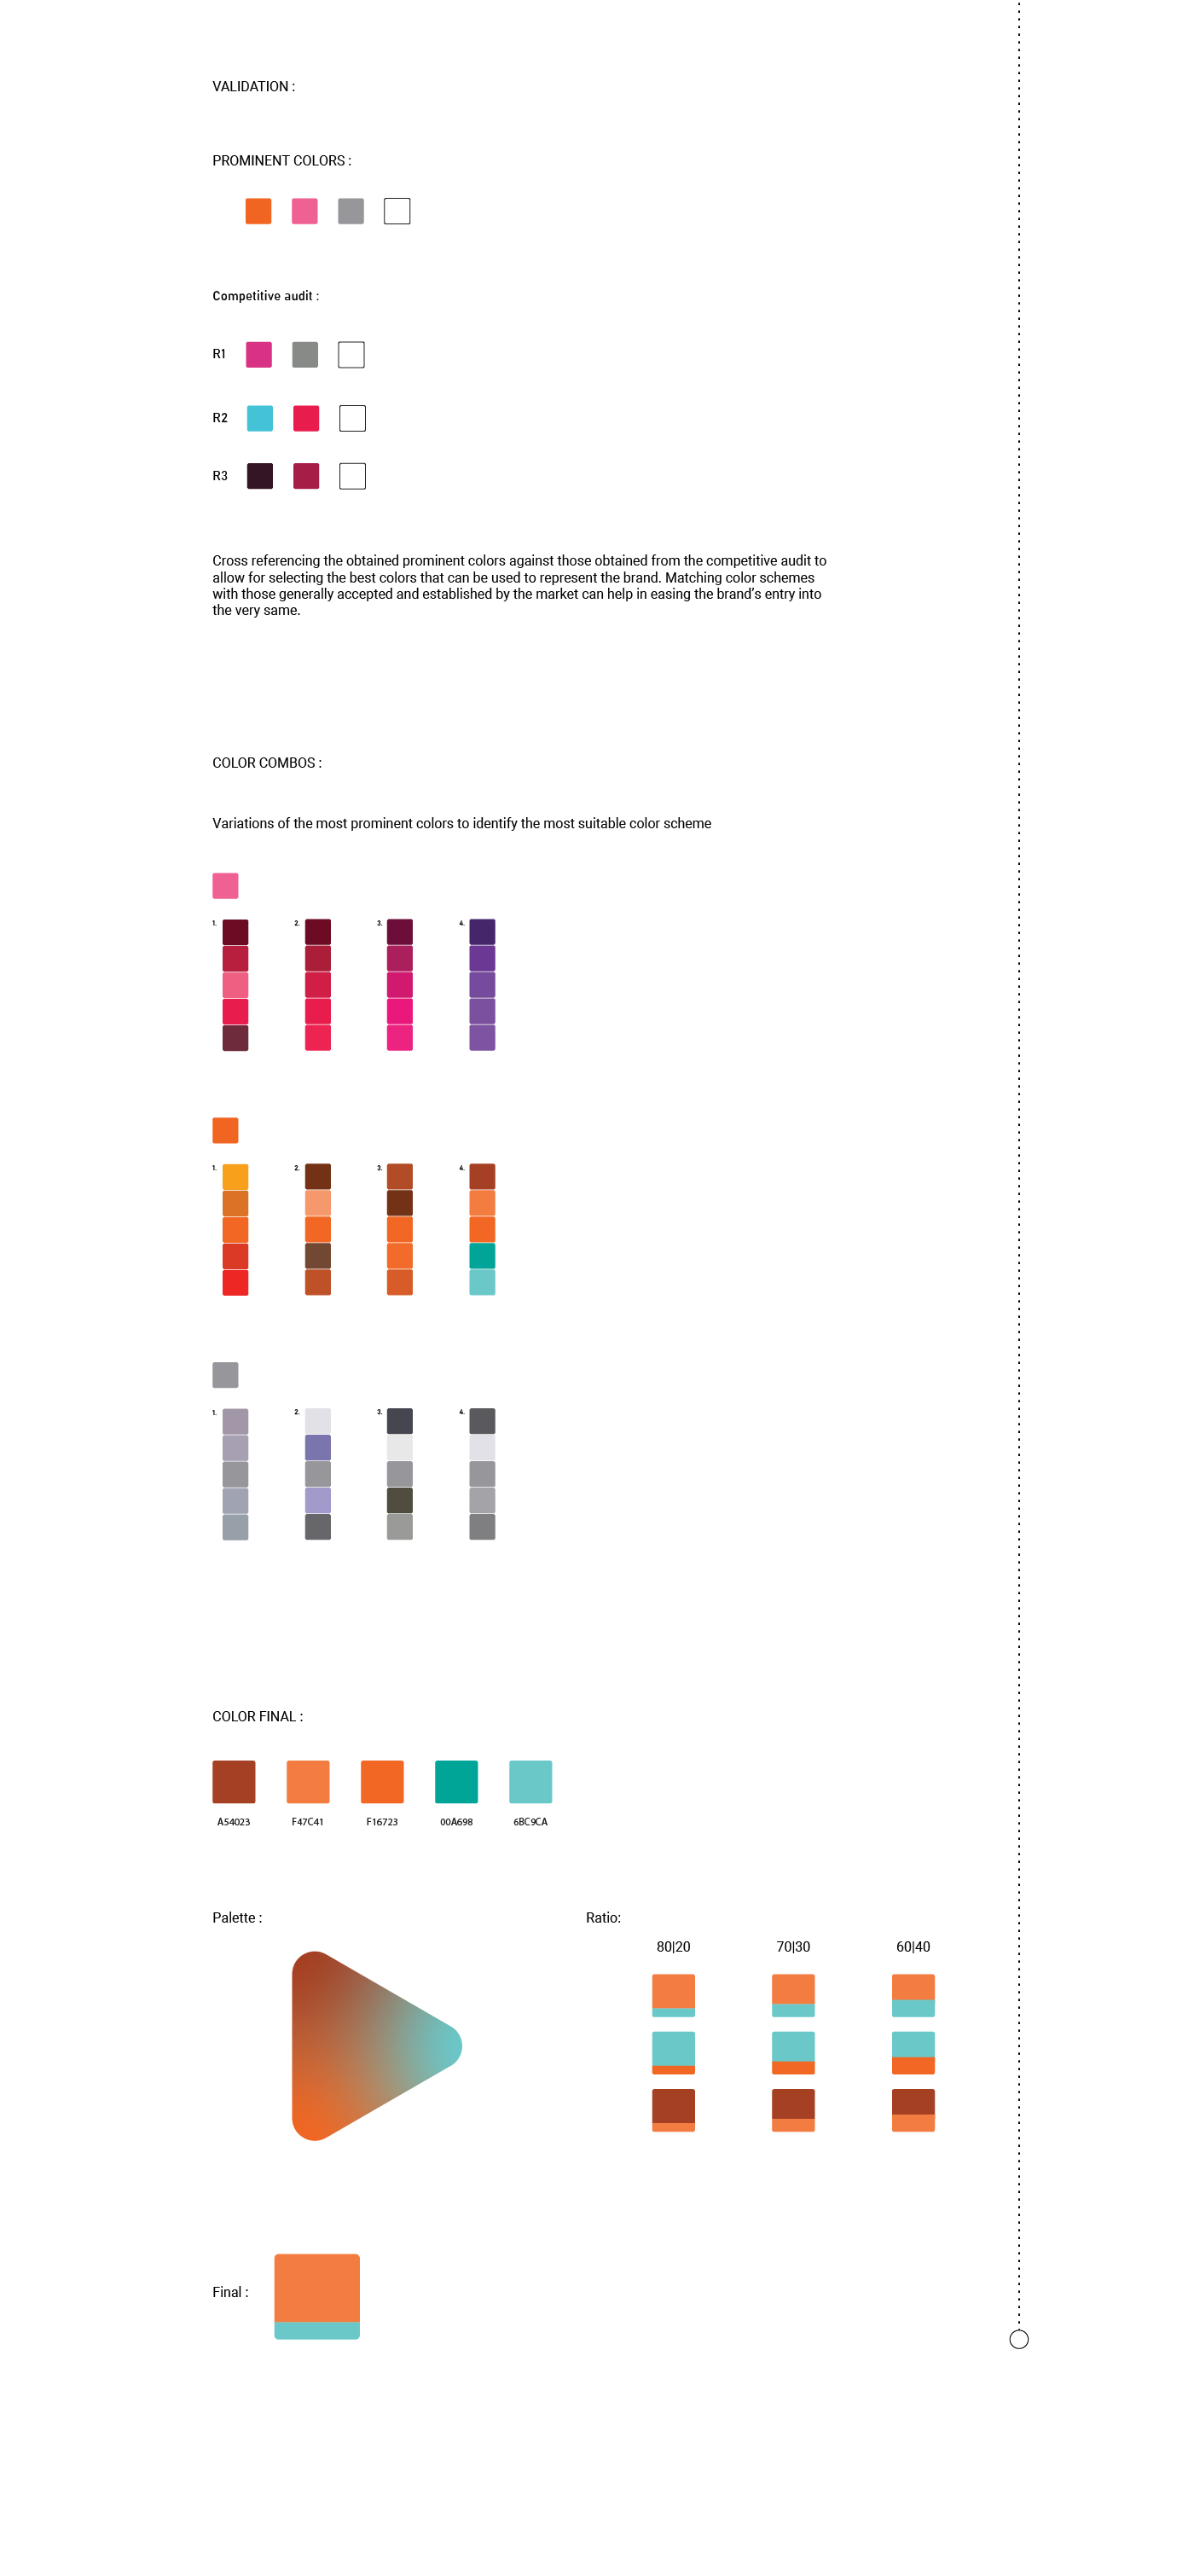 VALIDATION :
PROMINENT COLORS :
Competitive audit :
R1
R2
R3
Cross referencing the obtained prominent colors against those obtained from the competitive audit to
allow for selecting the best colors that can be used to represent the brand. Matching color schemes
with those generally accepted and established by the market can help in easing the brand’s entry into
the very same.
COLOR COMBOS :
Variations of the most prominent colors to identify the most suitable color scheme
1. 2. 3. 4.
1. 2. 3. 4.
1. 2. 3. 4.
COLOR FINAL :
A54023 F47C41 F16723 00A698 6BC9CA
Palette :
Ratio:
80|20 70|30 60|40
Final :